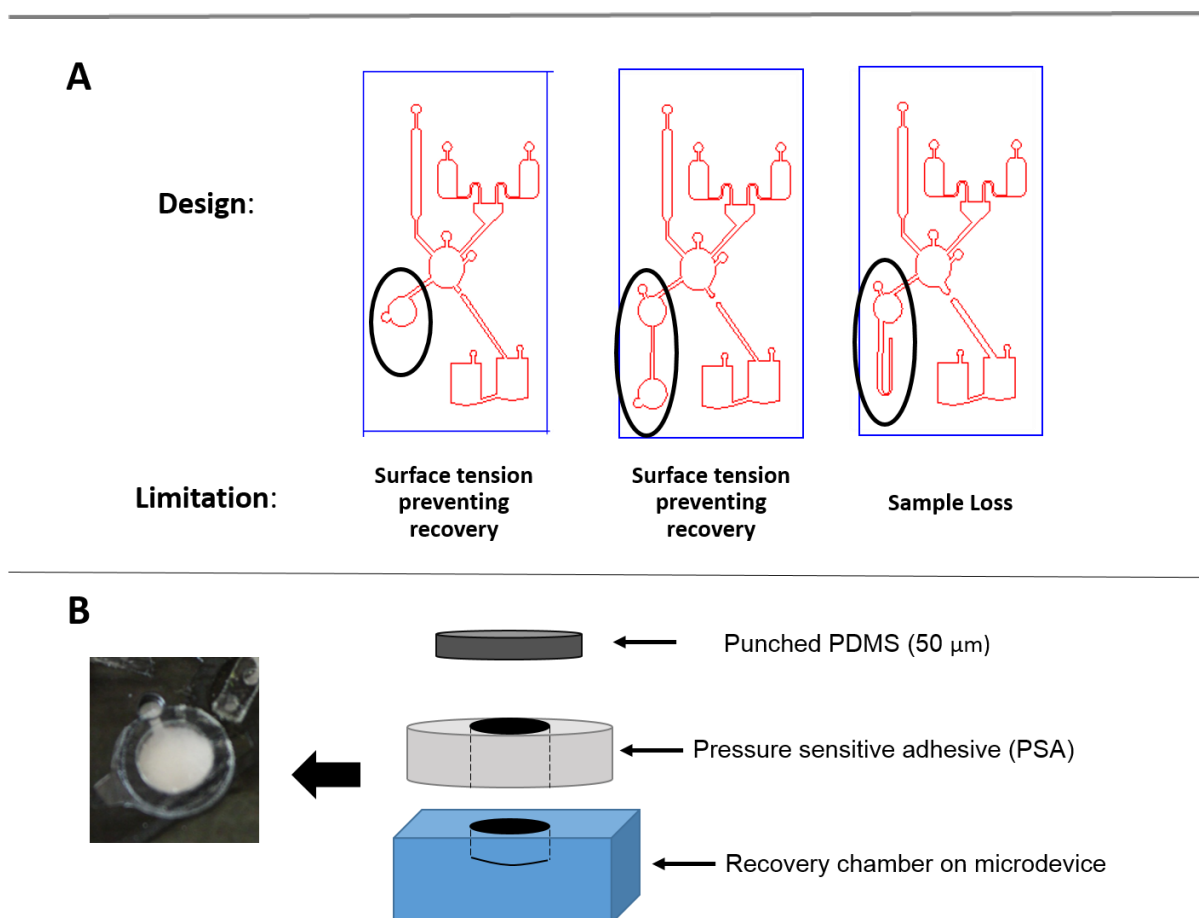 A
Design:
Limitation:
Surface tension
preventing
recovery
Surface tension
preventing
recovery
Sample Loss
B
Punched PDMS (50 μm)
Pressure sensitive adhesive (PSA)
Recovery chamber on microdevice